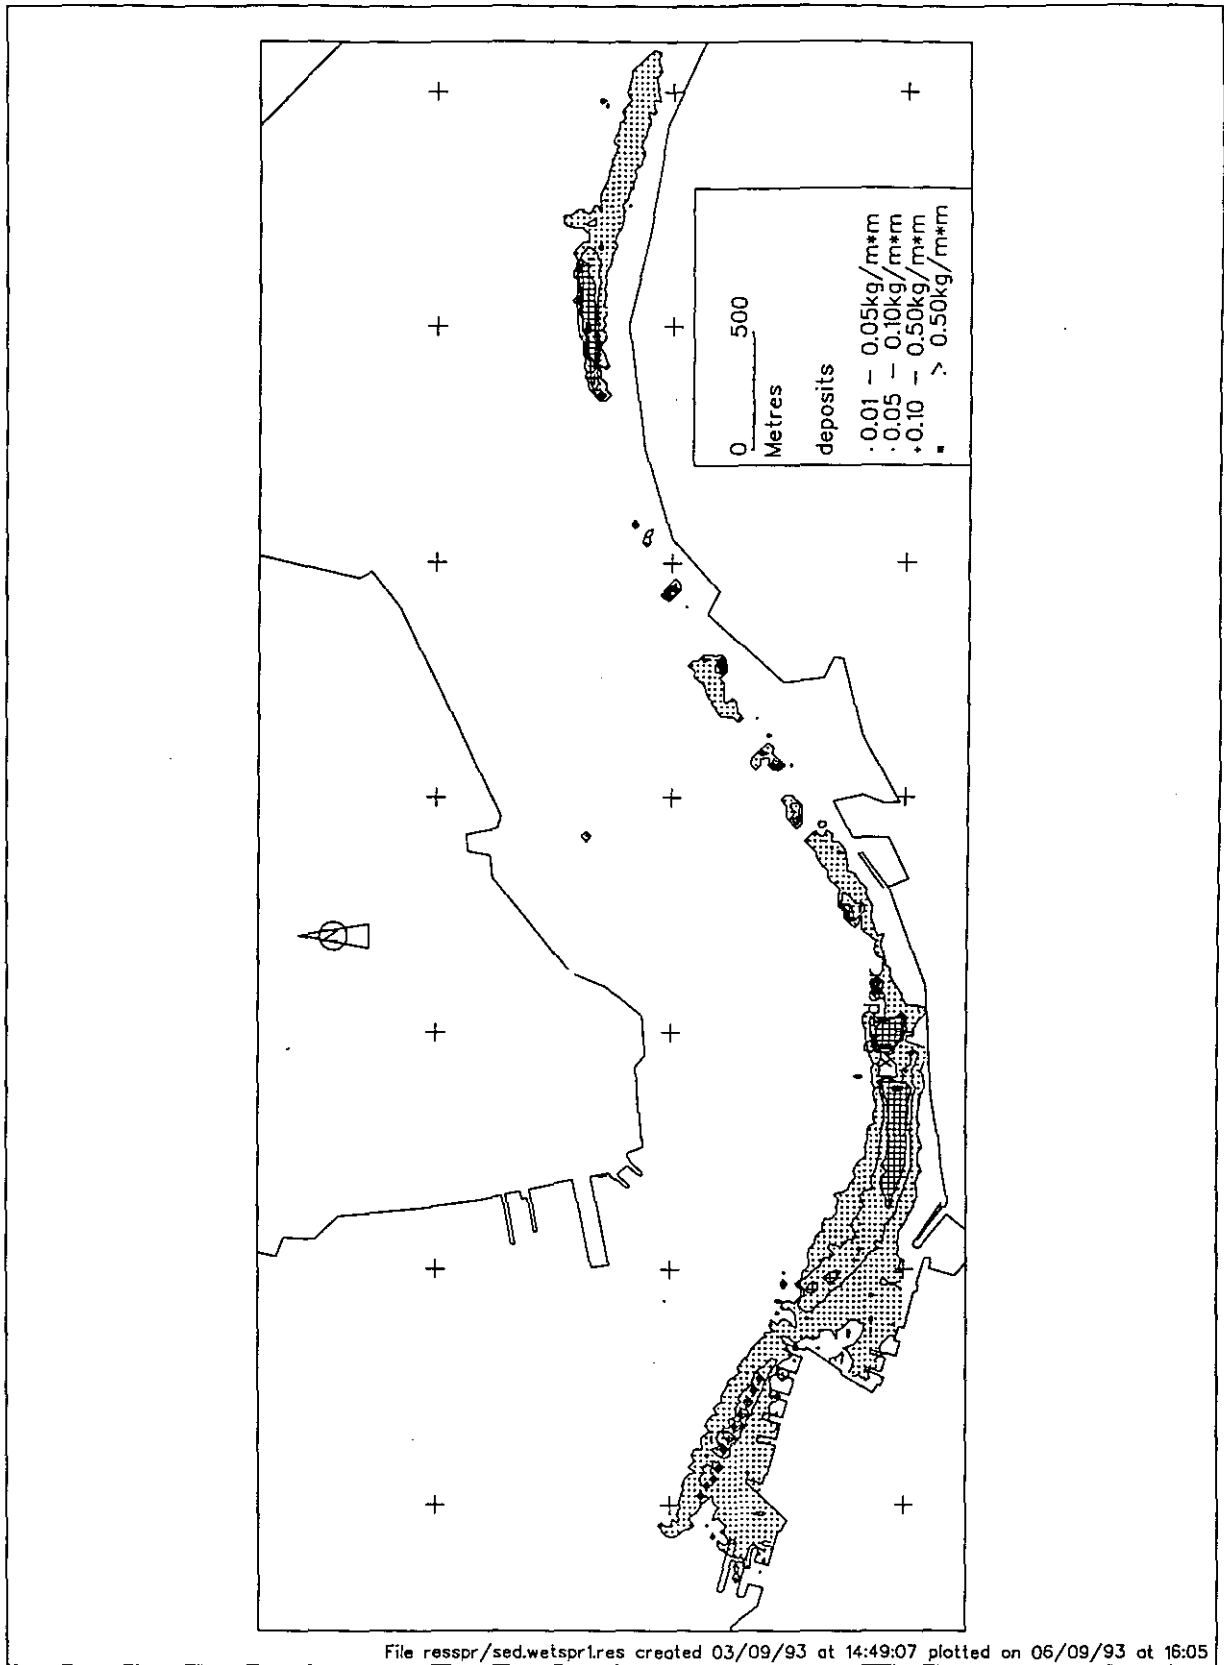 N
0 500
Metres
deposits
· 0.01 - 0.05kg/m*m
· 0.05 - 0.10kg/m*m
+ 0.10 - 0.50kg/m*m
▪ > 0.50kg/m*m
File resspr/sed.wetspr1.res created 03/09/93 at 14:49:07 plotted on 06/09/93 at 16:05